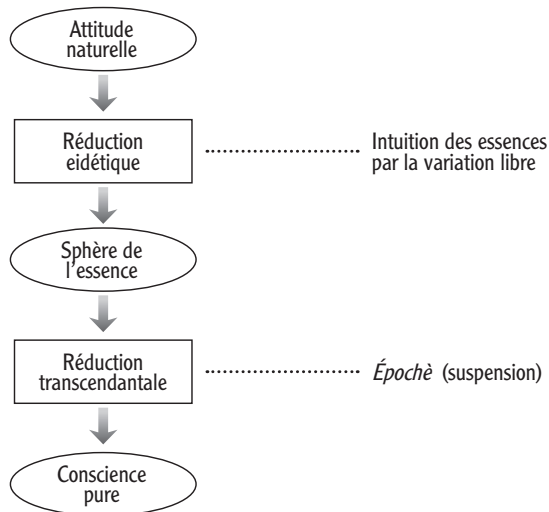 Attitude
naturelle
Réduction
eidétique
Intuition des essences
par la variation libre
Sphère de
l'essence
Réduction
transcendantale
Épochè (suspension)
Conscience
pure